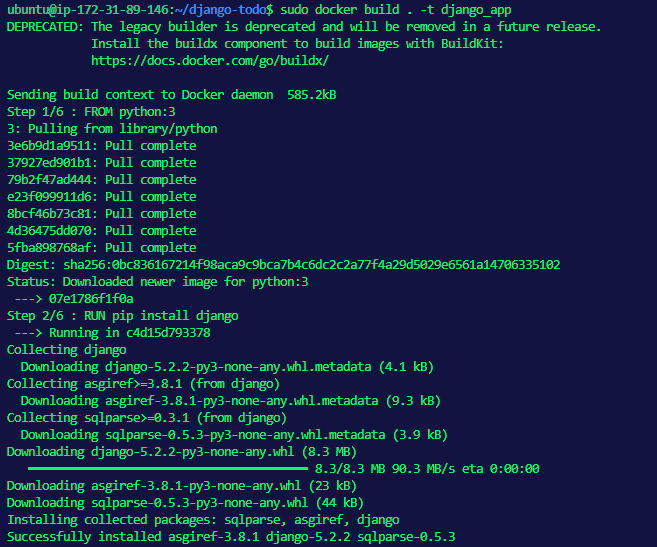 ubuntu@ip-172-31-89-146:~/django-todo$ sudo docker build . -t django_app
DEPRECATED: The legacy builder is deprecated and will be removed in a future release.
            Install the buildx component to build images with BuildKit:
            https://docs.docker.com/go/buildx/

Sending build context to Docker daemon  585.2kB
Step 1/6 : FROM python:3
3: Pulling from library/python
3e6b9d1a9511: Pull complete
37927ed901b1: Pull complete
79b2f47ad444: Pull complete
e23f099911d6: Pull complete
8bcf46b73c81: Pull complete
4d36475dd070: Pull complete
5fba898768af: Pull complete
Digest: sha256:0bc836167214f98aca9c9bca7b4c6dc2c2a77f4a29d5029e6561a14706335102
Status: Downloaded newer image for python:3
 ---> 07e1786f1f0a
Step 2/6 : RUN pip install django
 ---> Running in c4d15d793378
Collecting django
  Downloading django-5.2.2-py3-none-any.whl.metadata (4.1 kB)
Collecting asgiref>=3.8.1 (from django)
  Downloading asgiref-3.8.1-py3-none-any.whl.metadata (9.3 kB)
Collecting sqlparse>=0.3.1 (from django)
  Downloading sqlparse-0.5.3-py3-none-any.whl.metadata (3.9 kB)
Downloading django-5.2.2-py3-none-any.whl (8.3 MB)
8.3/8.3 MB 90.3 MB/s eta 0:00:00
Downloading asgiref-3.8.1-py3-none-any.whl (23 kB)
Downloading sqlparse-0.5.3-py3-none-any.whl (44 kB)
Installing collected packages: sqlparse, asgiref, django
Successfully installed asgiref-3.8.1 django-5.2.2 sqlparse-0.5.3